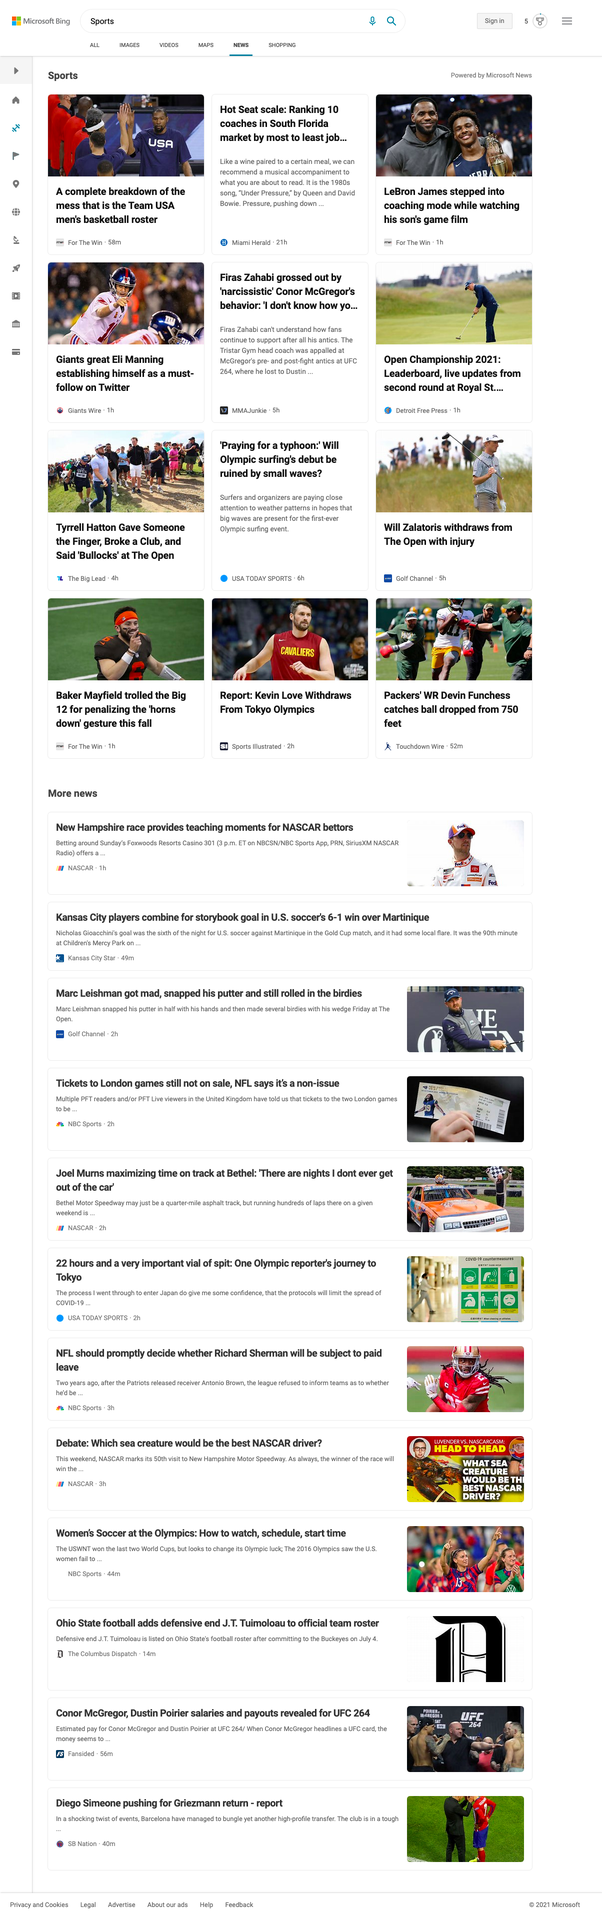 Microsoft Bing
Sports
Sign in
5
ALL
IMAGES
VIDEOS
MAPS
NEWS
SHOPPING
Sports
Powered by Microsoft News
USA
A complete breakdown of the
mess that is the Team USA
men's basketball roster
For The Win · 58m
Hot Seat scale: Ranking 10
coaches in South Florida
market by most to least job...
Like a wine paired to a certain meal, we can
recommend a musical accompaniment to
what you are about to read. It is the 1980s
song, "Under Pressure," by Queen and David
Bowie. Pressure, pushing down ...
Miami Herald · 21h
LeBron James stepped into
coaching mode while watching
his son's game film
For The Win · 1h
Giants great Eli Manning
establishing himself as a must-
follow on Twitter
Giants Wire · 1h
Firas Zahabi grossed out by
'narcissistic' Conor McGregor's
behavior: 'I don't know how yo...
Firas Zahabi can't understand how fans
continue to support after all his antics. The
Tristar Gym head coach was appalled at
McGregor's pre- and post-fight antics at UFC
264, where he lost to Dustin ...
MMAJunkie · 5h
Open Championship 2021:
Leaderboard, live updates from
second round at Royal St....
Detroit Free Press · 1h
Tyrrell Hatton Gave Someone
the Finger, Broke a Club, and
Said 'Bullocks' at The Open
The Big Lead · 4h
'Praying for a typhoon:' Will
Olympic surfing's debut be
ruined by small waves?
Surfers and organizers are paying close
attention to weather patterns in hopes that
big waves are present for the first-ever
Olympic surfing event.
USA TODAY SPORTS · 6h
Will Zalatoris withdraws from
The Open with injury
Golf Channel · 5h
Baker Mayfield trolled the Big
12 for penalizing the 'horns
down' gesture this fall
For The Win · 1h
CAVALIERS
Report: Kevin Love Withdraws
From Tokyo Olympics
Sports Illustrated · 2h
Packers' WR Devin Funchess
catches ball dropped from 750
feet
Touchdown Wire · 52m
More news
New Hampshire race provides teaching moments for NASCAR bettors
Betting around Sunday's Foxwoods Resorts Casino 301 (3 p.m. ET on NBCSN/NBC Sports App, PRN, SiriusXM NASCAR
Radio) offers a ...
NASCAR · 1h
Kansas City players combine for storybook goal in U.S. soccer's 6-1 win over Martinique
Nicholas Gioacchini's goal was the sixth of the night for U.S. soccer against Martinique in the Gold Cup match, and it had some local flare. It was the 90th minute
at Children's Mercy Park on ...
Kansas City Star · 49m
Marc Leishman got mad, snapped his putter and still rolled in the birdies
Marc Leishman snapped his putter in half with his hands and then made several birdies with his wedge Friday at The
Open.
Golf Channel · 2h
Tickets to London games still not on sale, NFL says it's a non-issue
Multiple PFT readers and/or PFT Live viewers in the United Kingdom have told us that tickets to the two London games
to be ...
NBC Sports · 2h
Joel Murns maximizing time on track at Bethel: 'There are nights I dont ever get
out of the car'
Bethel Motor Speedway may just be a quarter-mile asphalt track, but running hundreds of laps there on a given
weekend is ...
NASCAR · 2h
22 hours and a very important vial of spit: One Olympic reporter's journey to
Tokyo
The process I went through to enter Japan do give me some confidence, that the protocols will limit the spread of
COVID-19 ...
USA TODAY SPORTS · 2h
NFL should promptly decide whether Richard Sherman will be subject to paid
leave
Two years ago, after the Patriots released receiver Antonio Brown, the league refused to inform teams as to whether
he'd be ...
NBC Sports · 3h
Debate: Which sea creature would be the best NASCAR driver?
This weekend, NASCAR marks its 50th visit to New Hampshire Motor Speedway. As always, the winner of the race will
win the ...
NASCAR · 3h
LUVENDER VS. NASCARCASM:
HEAD TO HEAD
WHAT SEA
CREATURE
WOULD BE THE
BEST NASCAR
DRIVER?
Women's Soccer at the Olympics: How to watch, schedule, start time
The USWNT won the last two World Cups, but looks to change its Olympic luck; The 2016 Olympics saw the U.S.
women fail to ...
NBC Sports · 44m
Ohio State football adds defensive end J.T. Tuimoloau to official team roster
Defensive end J.T. Tuimoloau is listed on Ohio State's football roster after committing to the Buckeyes on July 4.
The Columbus Dispatch · 14m
Conor McGregor, Dustin Poirier salaries and payouts revealed for UFC 264
Estimated pay for Conor McGregor and Dustin Poirier at UFC 264/ When Conor McGregor headlines a UFC card, the
money seems to ...
Fansided · 56m
UFC
264
Diego Simeone pushing for Griezmann return - report
In a shocking twist of events, Barcelona have managed to bungle yet another high-profile transfer. The club is in a tough
...
SB Nation · 40m
Privacy and Cookies
Legal
Advertise
About our ads
Help
Feedback
© 2021 Microsoft